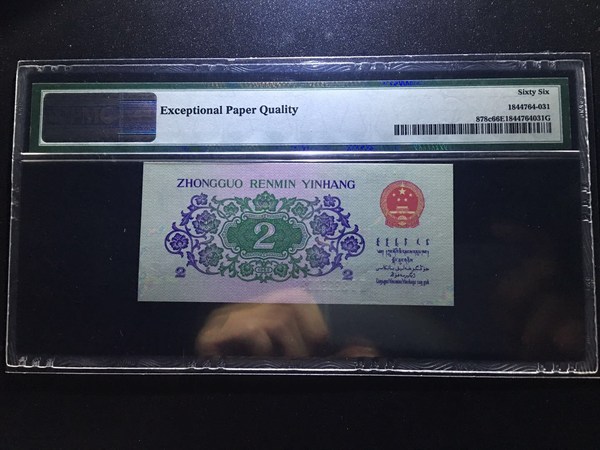 Sixty Six
Exceptional Paper Quality
1844764-031
878c66E1844764031G
ZHONGGUO RENMIN YINHANG
2
2
2